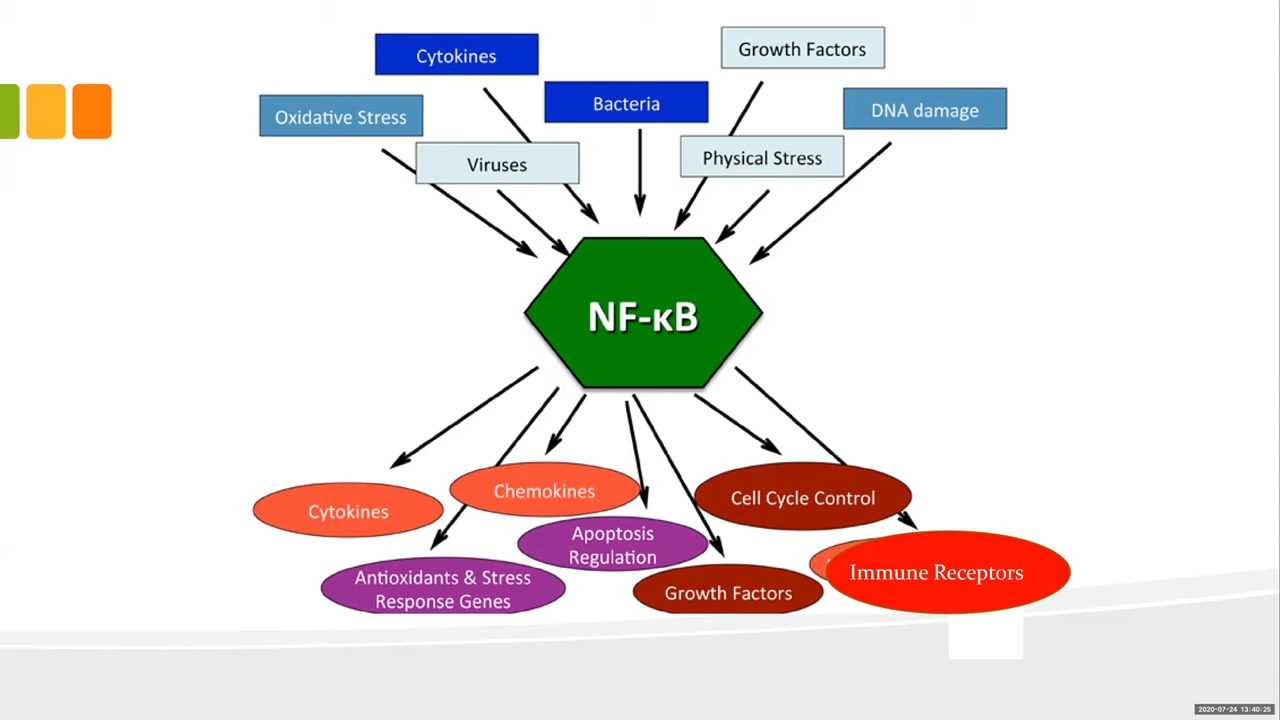 Cytokines
Growth Factors
Bacteria
Oxidative Stress
DNA damage
Viruses
Physical Stress
NF-κB
Chemokines
Cell Cycle Control
Cytokines
Apoptosis
Regulation
Immune Receptors
Antioxidants & Stress
Response Genes
Growth Factors
2020-07-24 13:40:25